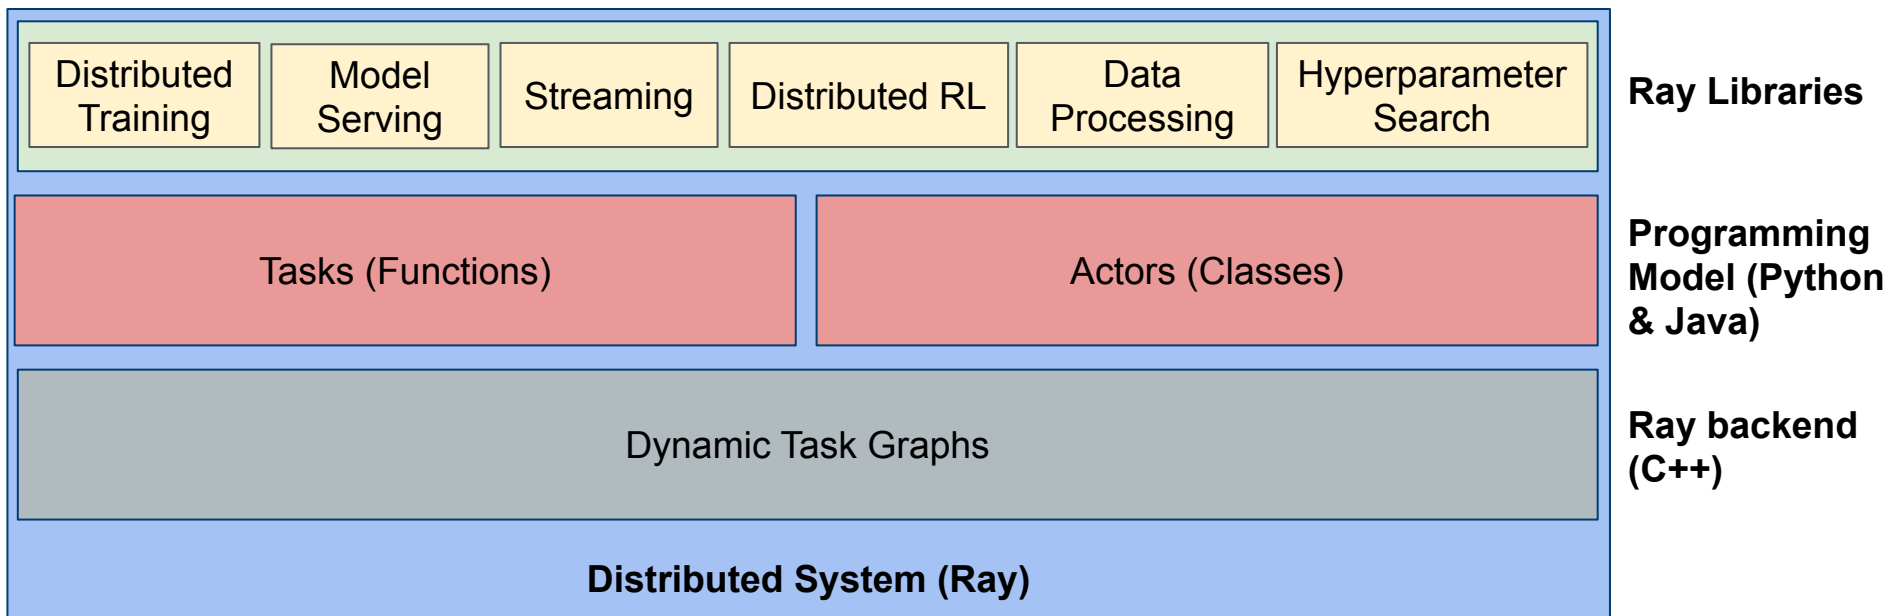 Distributed
Training
Model
Serving
Streaming
Distributed RL
Data
Processing
Hyperparameter
Search
Ray Libraries
Tasks (Functions)
Actors (Classes)
Programming
Model (Python
& Java)
Dynamic Task Graphs
Ray backend
(C++)
Distributed System (Ray)